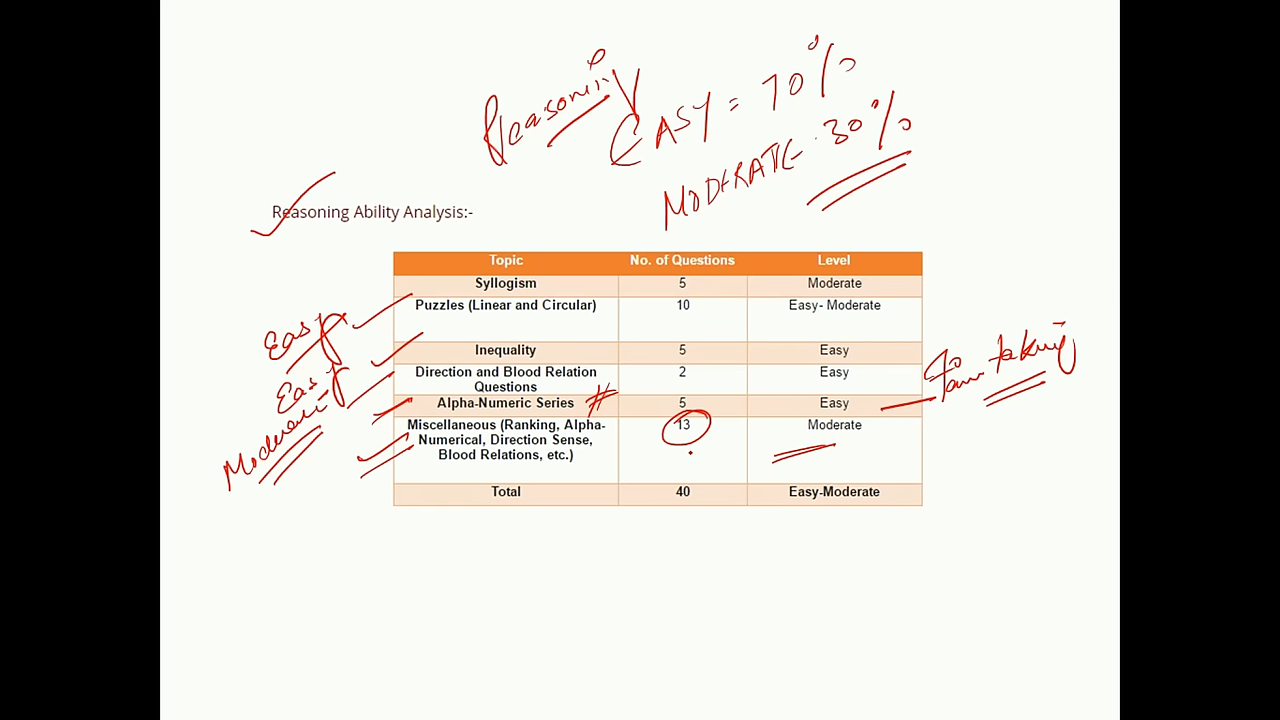 Reasoning
EASY = 70%
MODERATE - 30%
Reasoning Ability Analysis:-
Topic No. of Questions Level
Syllogism 5 Moderate
Puzzles (Linear and Circular) 10 Easy- Moderate
Easy
Inequality 5 Easy
Easy
Direction and Blood Relation 2 Easy
Questions
Alpha-Numeric Series # 5 Easy
taking
Moderate
Miscellaneous (Ranking, Alpha- 13 Moderate
Numerical, Direction Sense,
Blood Relations, etc.)
Total 40 Easy-Moderate